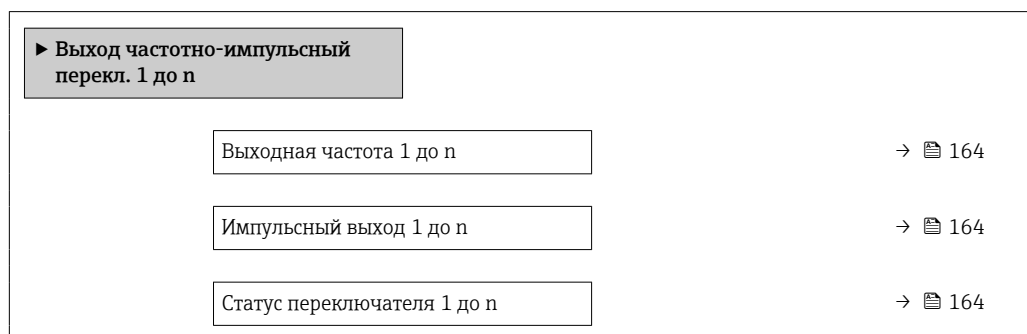 ▶ Выход частотно-импульсный
перекл. 1 до n
Выходная частота 1 до n → 164
Импульсный выход 1 до n → 164
Статус переключателя 1 до n → 164